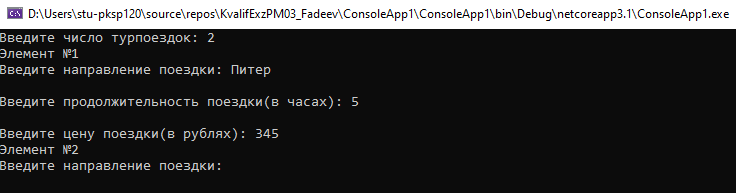 D:\Users\stu-pksp120\source\repos\KvalifExzPM03_Fadeev\ConsoleApp1\ConsoleApp1\bin\Debug\netcoreapp3.1\ConsoleApp1.exe
Введите число турпоездок: 2
Элемент №1
Введите направление поездки: Питер
Введите продолжительность поездки(в часах): 5
Введите цену поездки(в рублях): 345
Элемент №2
Введите направление поездки: